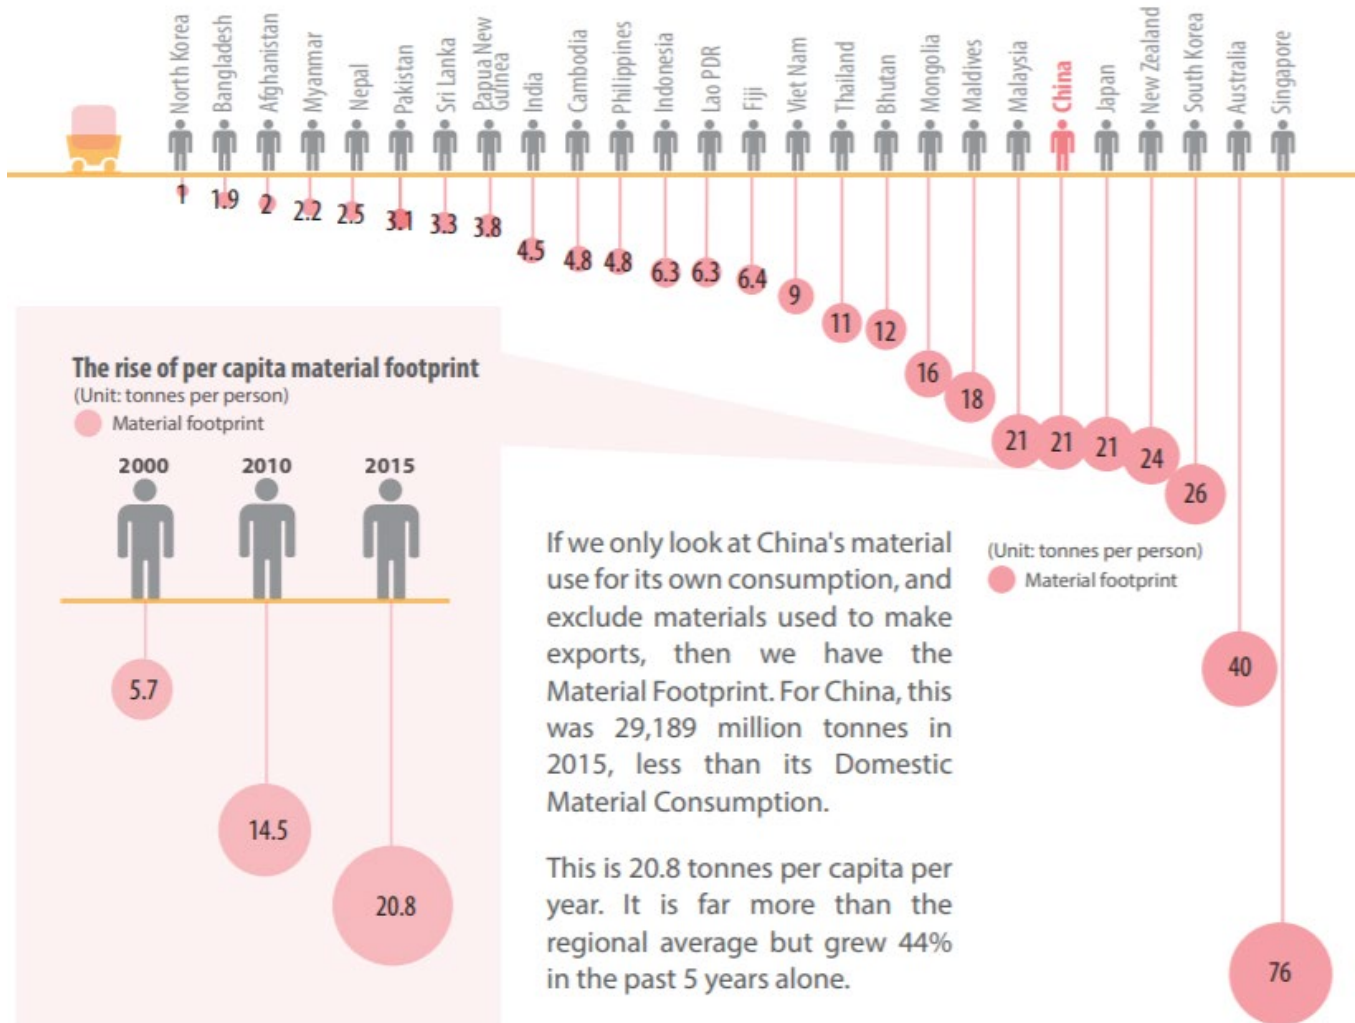 North Korea
Bangladesh
Afghanistan
Myanmar
Nepal
Pakistan
Sri Lanka
Papua New
Guinea
India
Cambodia
Philippines
Indonesia
Lao PDR
Fiji
Viet Nam
Thailand
Bhutan
Mongolia
Maldives
Malaysia
China
Japan
New Zealand
South Korea
Australia
Singapore
1
1.9
2
2.2
2.5
3.1
3.3
3.8
4.5
4.8
4.8
6.3
6.3
6.4
9
11
12
16
18
21
21
21
24
26
40
76
The rise of per capita material footprint
(Unit: tonnes per person)
Material footprint
2000
2010
2015
5.7
14.5
20.8
If we only look at China's material
use for its own consumption, and
exclude materials used to make
exports, then we have the
Material Footprint. For China, this
was 29,189 million tonnes in
2015, less than its Domestic
Material Consumption.
This is 20.8 tonnes per capita per
year. It is far more than the
regional average but grew 44%
in the past 5 years alone.
(Unit: tonnes per person)
Material footprint